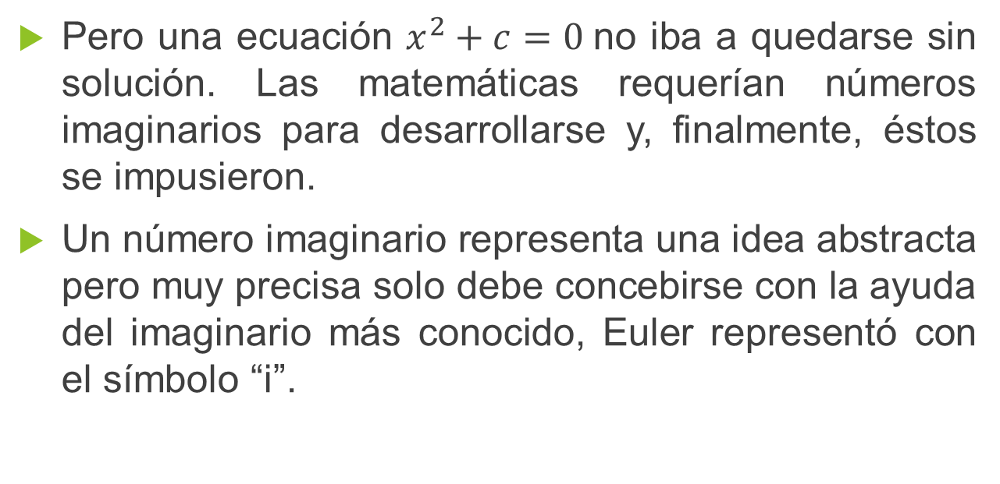 Pero una ecuación x² + c = 0 no iba a quedarse sin
solución. Las matemáticas requerían números
imaginarios para desarrollarse y, finalmente, éstos
se impusieron.
Un número imaginario representa una idea abstracta
pero muy precisa solo debe concebirse con la ayuda
del imaginario más conocido, Euler representó con
el símbolo “i”.